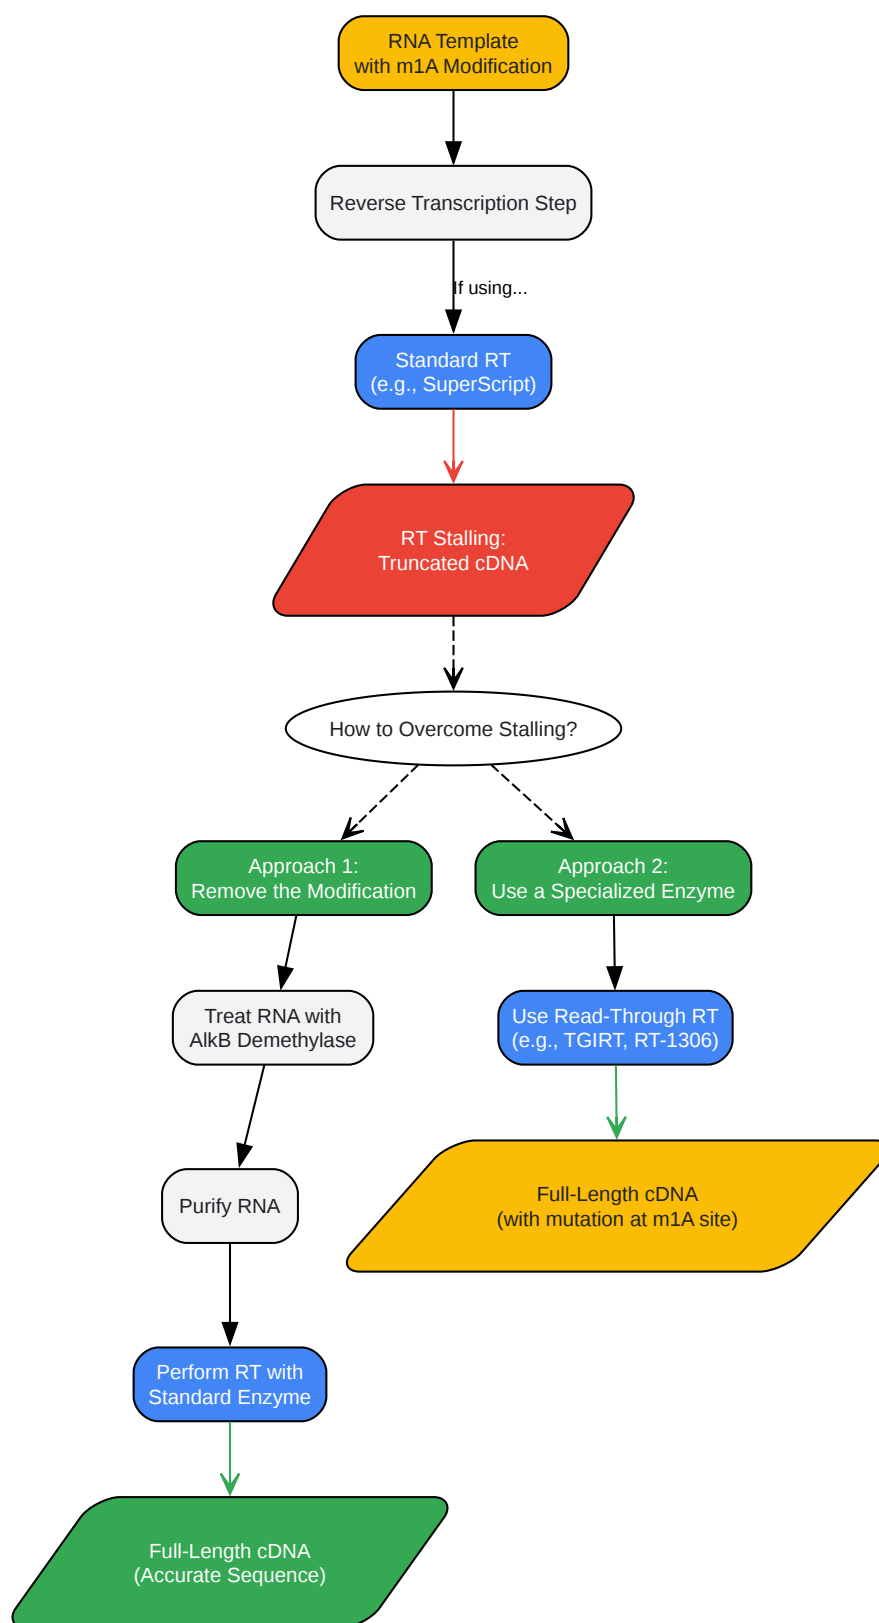 RNA Template
with m1A Modification
Reverse Transcription Step
If using...
Standard RT
(e.g., SuperScript)
RT Stalling:
Truncated cDNA
How to Overcome Stalling?
Approach 1:
Remove the Modification
Approach 2:
Use a Specialized Enzyme
Treat RNA with
AlkB Demethylase
Use Read-Through RT
(e.g., TGIRT, RT-1306)
Purify RNA
Full-Length cDNA
(with mutation at m1A site)
Perform RT with
Standard Enzyme
Full-Length cDNA
(Accurate Sequence)